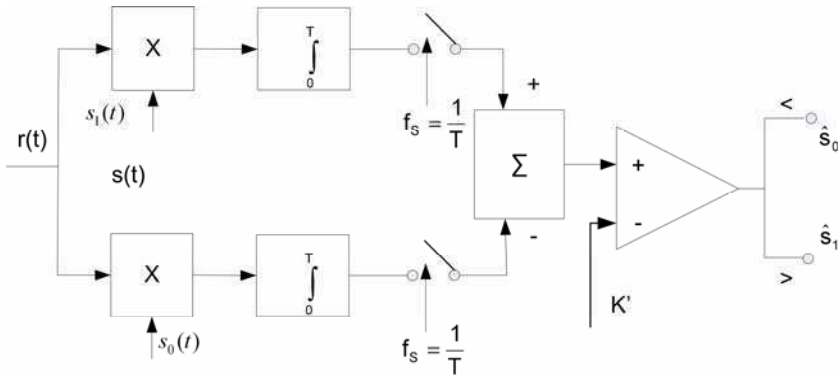 X
T
∫
0
+
s₁(t)
f_S = 1/T
<
r(t)
ŝ₀
s(t)
Σ
+
-
ŝ₁
-
X
T
∫
0
>
K'
s₀(t)
f_S = 1/T